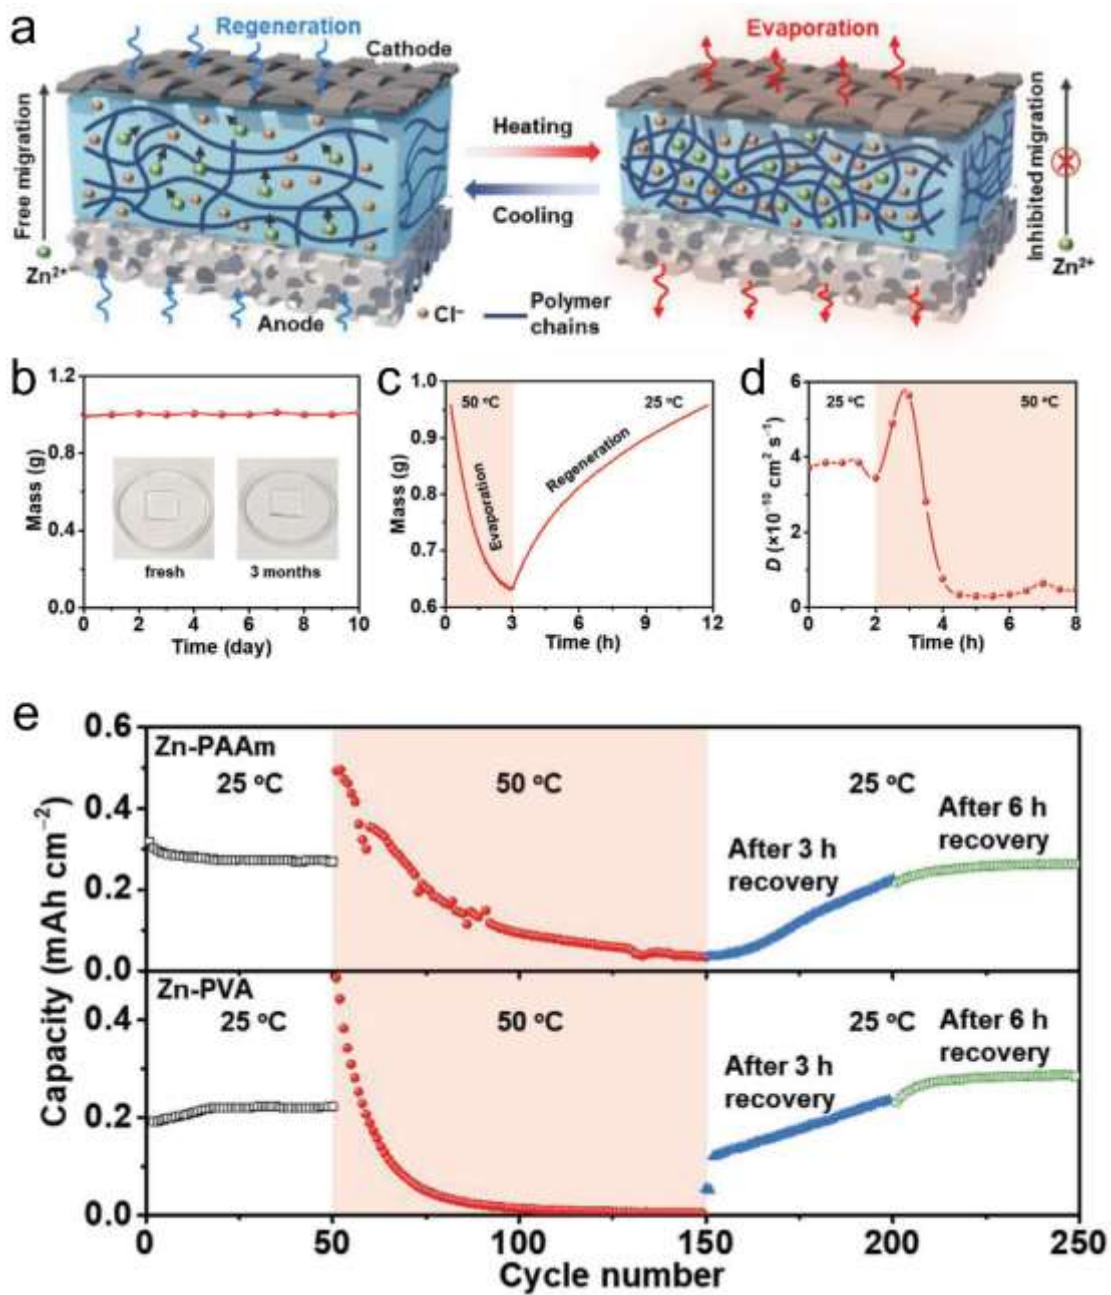 a
Regeneration
Cathode
Evaporation
Free migration
Zn²⁺
Heating
Cooling
Inhibited migration
Zn²⁺
Anode
Cl⁻
Polymer
chains
b
1.2
0.8
0.4
0.0
Mass (g)
fresh
3 months
0 2 4 6 8 10
Time (day)
c
1.0
0.9
0.8
0.7
0.6
Mass (g)
50 °C
25 °C
Evaporation
Regeneration
0 3 6 9 12
Time (h)
d
6
4
2
0
D (×10⁻¹⁰ cm² s⁻¹)
25 °C
50 °C
0 2 4 6 8
Time (h)
e
Capacity (mAh cm⁻²)
0.6
0.4
0.2
0.0
Zn-PAAm
25 °C
50 °C
25 °C
After 3 h
recovery
After 6 h
recovery
0.4
0.2
0.0
Zn-PVA
25 °C
50 °C
25 °C
After 3 h
recovery
After 6 h
recovery
0 50 100 150 200 250
Cycle number